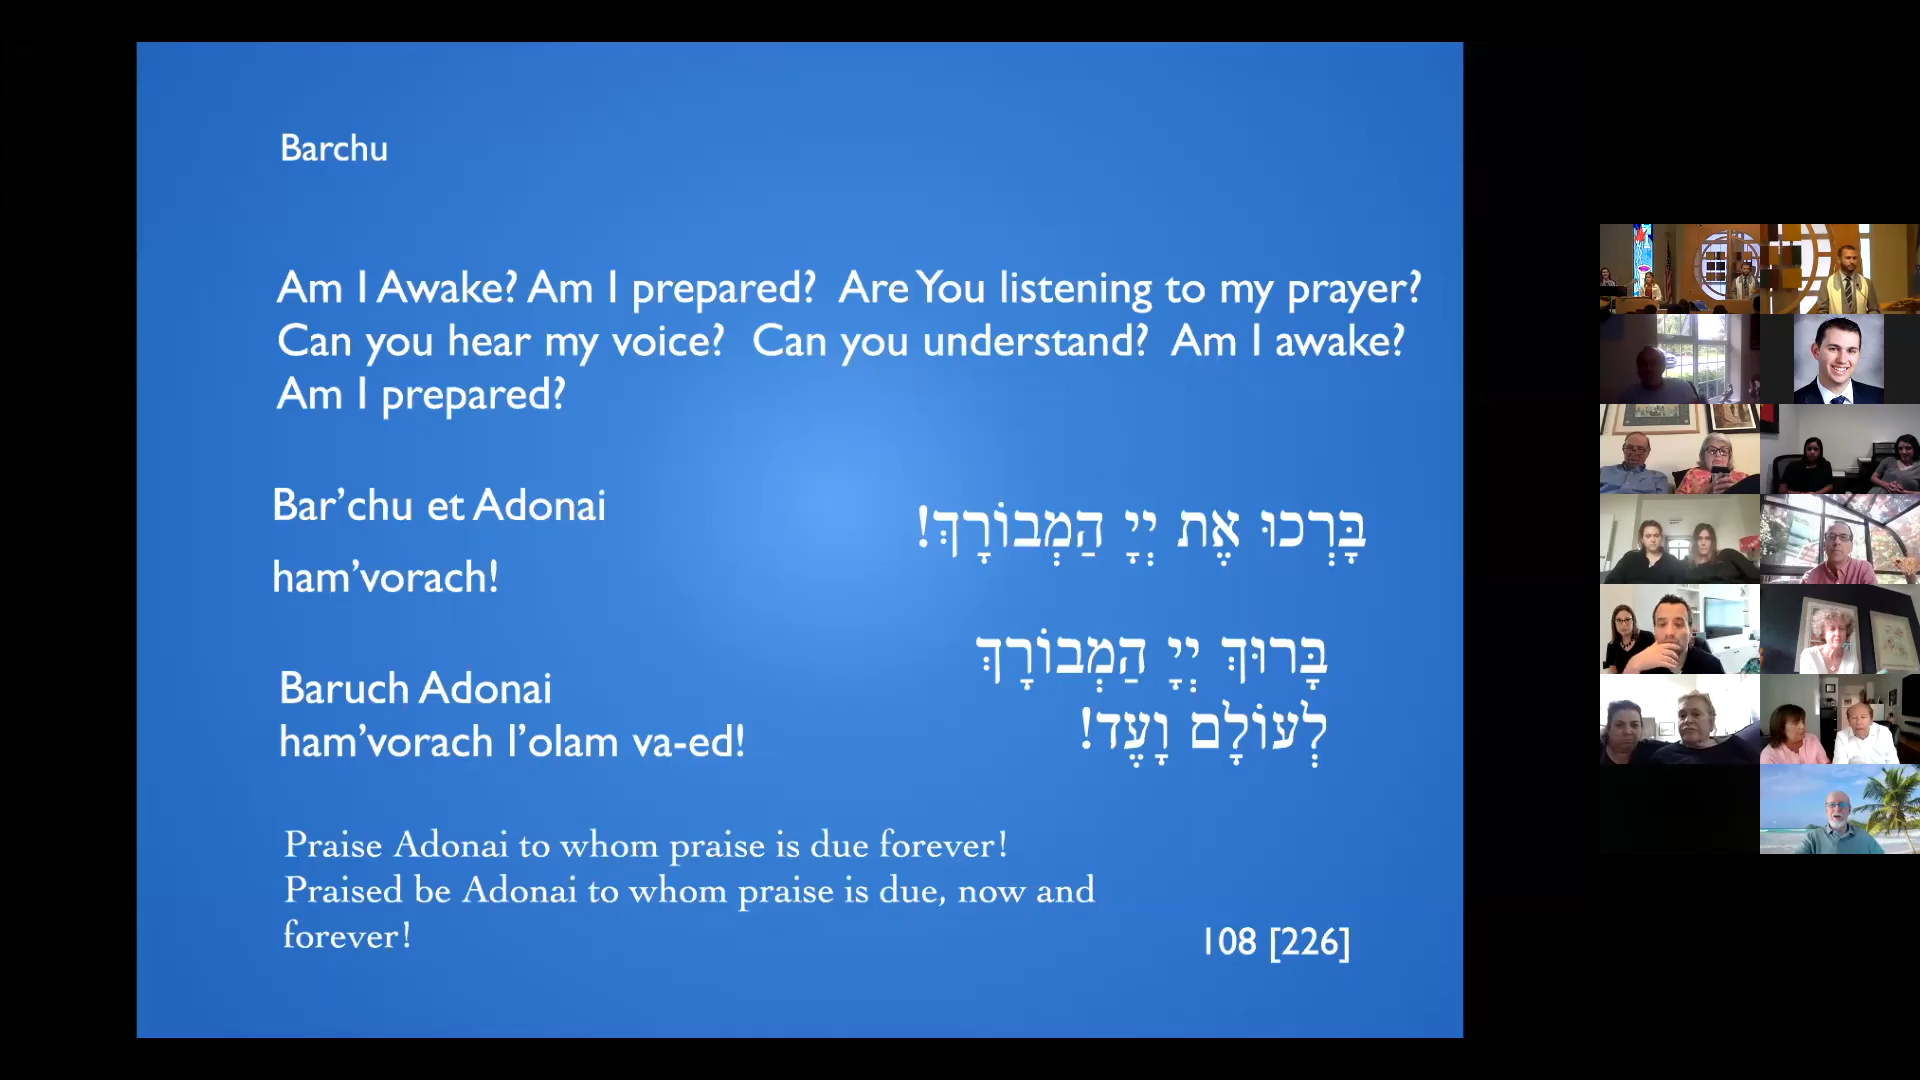 Barchu
Am I Awake? Am I prepared? Are You listening to my prayer?
Can you hear my voice? Can you understand? Am I awake?
Am I prepared?
Bar’chu et Adonai
ham’vorach!
בָּרְכוּ אֶת יְיָ הַמְבוֹרָךְ!
Baruch Adonai
ham’vorach l’olam va-ed!
בָּרוּךְ יְיָ הַמְבוֹרָךְ
לְעוֹלָם וָעֶד!
Praise Adonai to whom praise is due forever!
Praised be Adonai to whom praise is due, now and
forever!
108 [226]